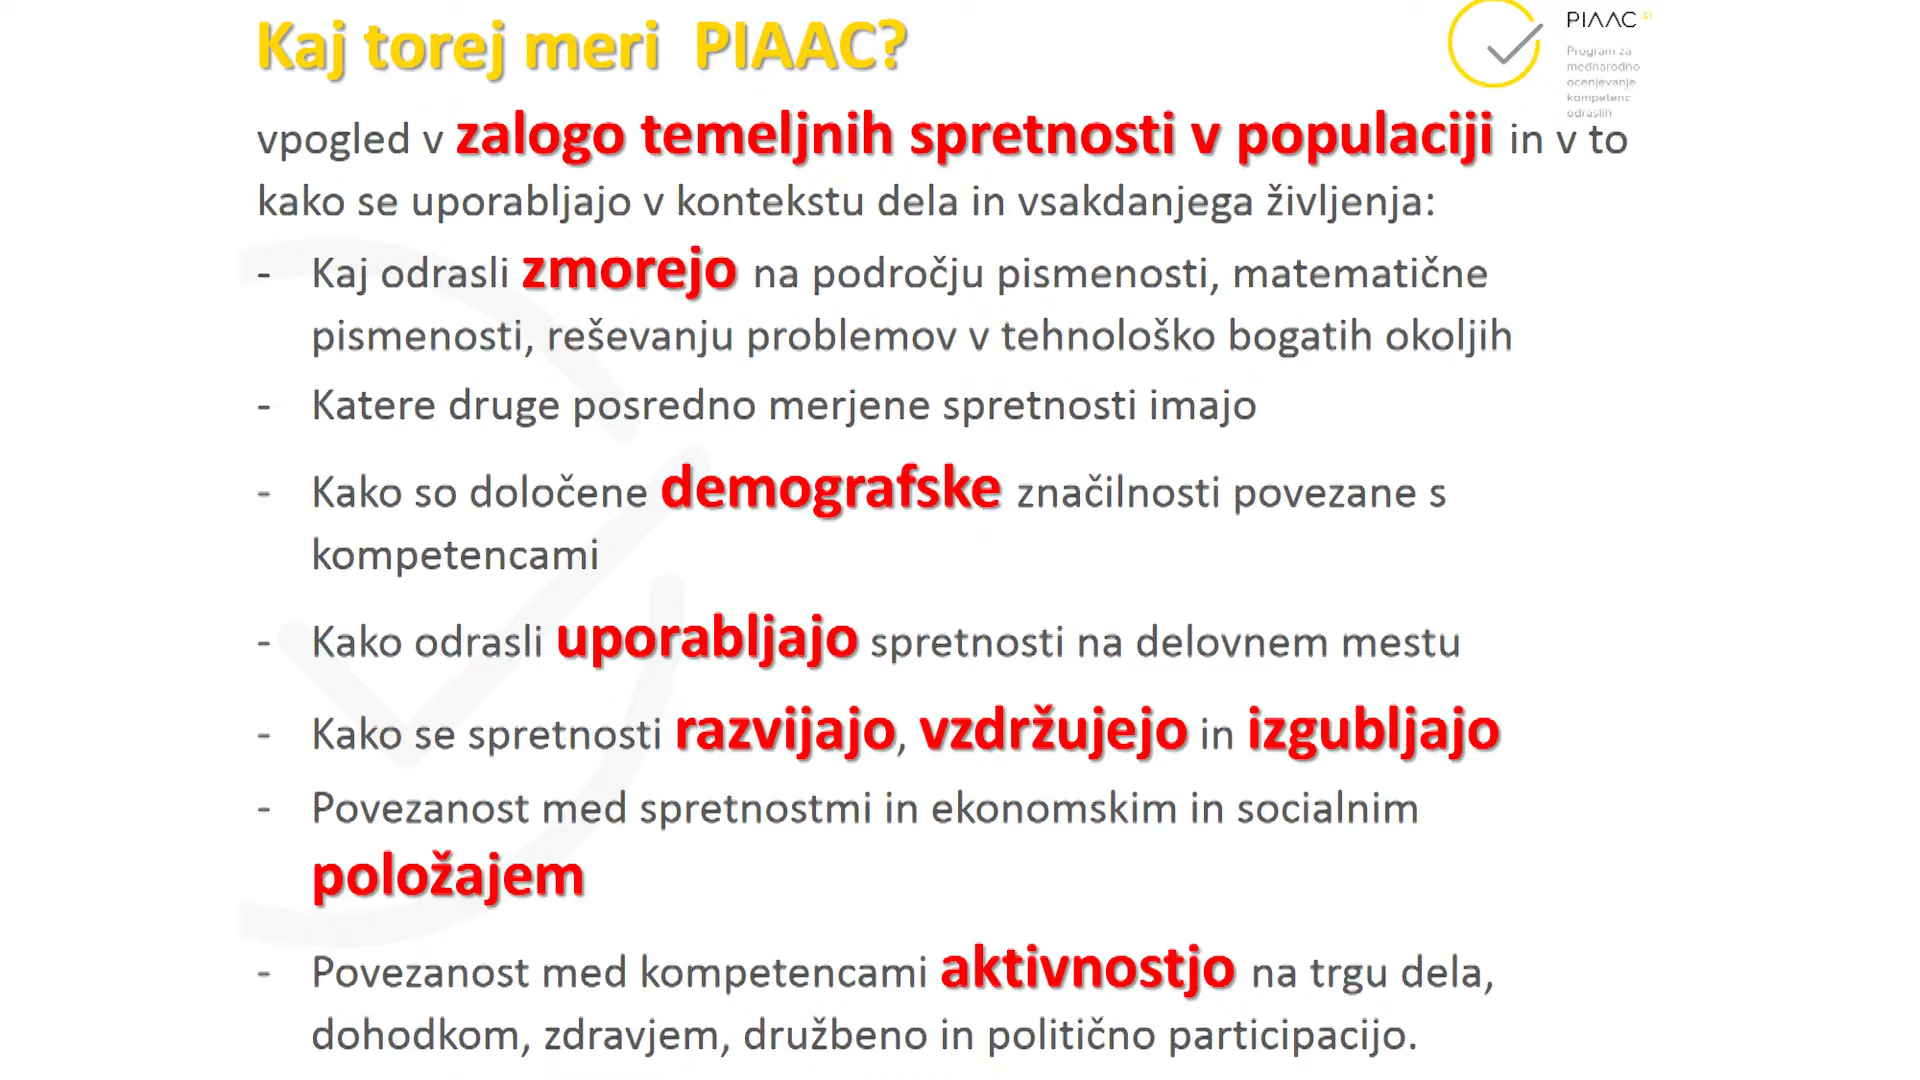 Kaj torej meri PIAAC?
PIAAC.si
Program za
mednarodno
ocenjevanje
kompetenc
odraslih
vpogled v zalogo temeljnih spretnosti v populaciji in v to
kako se uporabljajo v kontekstu dela in vsakdanjega življenja:
- Kaj odrasli zmorejo na področju pismenosti, matematične
pismenosti, reševanju problemov v tehnološko bogatih okoljih
- Katere druge posredno merjene spretnosti imajo
- Kako so določene demografske značilnosti povezane s
kompetencami
- Kako odrasli uporabljajo spretnosti na delovnem mestu
- Kako se spretnosti razvijajo, vzdržujejo in izgubljajo
- Povezanost med spretnostmi in ekonomskim in socialnim
položajem
- Povezanost med kompetencami aktivnostjo na trgu dela,
dohodkom, zdravjem, družbeno in politično participacijo.